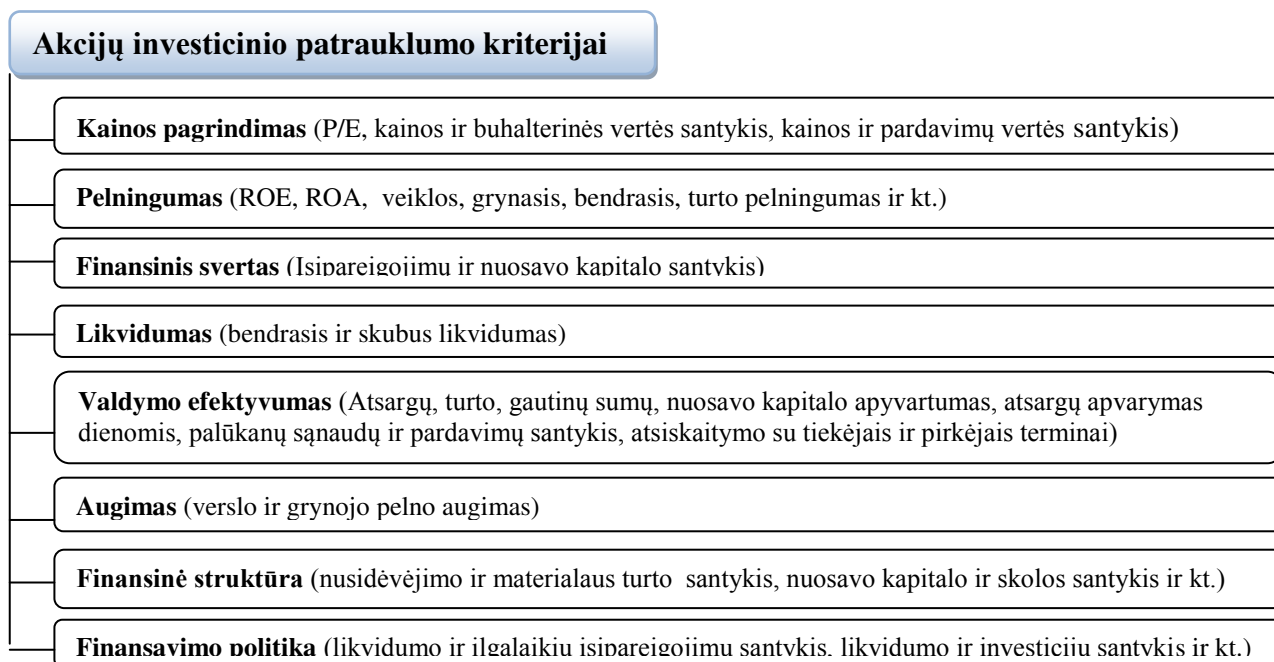 Akcijų investicinio patrauklumo kriterijai
Kainos pagrindimas (P/E, kainos ir buhalterinės vertės santykis, kainos ir pardavimų vertės santykis)
Pelningumas (ROE, ROA, veiklos, grynasis, bendrasis, turto pelningumas ir kt.)
Finansinis svertas (Įsipareigojimų ir nuosavo kapitalo santykis)
Likvidumas (bendrasis ir skubus likvidumas)
Valdymo efektyvumas (Atsargų, turto, gautinų sumų, nuosavo kapitalo apyvartumas, atsargų apvarymas
dienomis, palūkanų sąnaudų ir pardavimų santykis, atsiskaitymo su tiekėjais ir pirkėjais terminai)
Augimas (verslo ir grynojo pelno augimas)
Finansinė struktūra (nusidėvėjimo ir materialaus turto santykis, nuosavo kapitalo ir skolos santykis ir kt.)
Finansavimo politika (likvidumo ir ilgalaikių įsipareigojimų santykis, likvidumo ir investicijų santykis ir kt.)